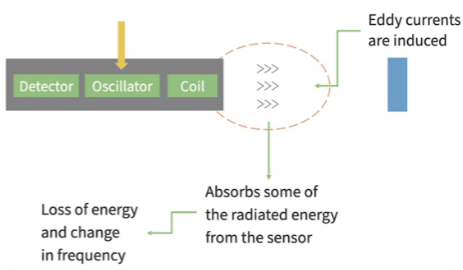 Eddy currents
are induced
Detector Oscillator Coil
>>>
>>>
>>>
Absorbs some of
the radiated energy
from the sensor
Loss of energy
and change
in frequency